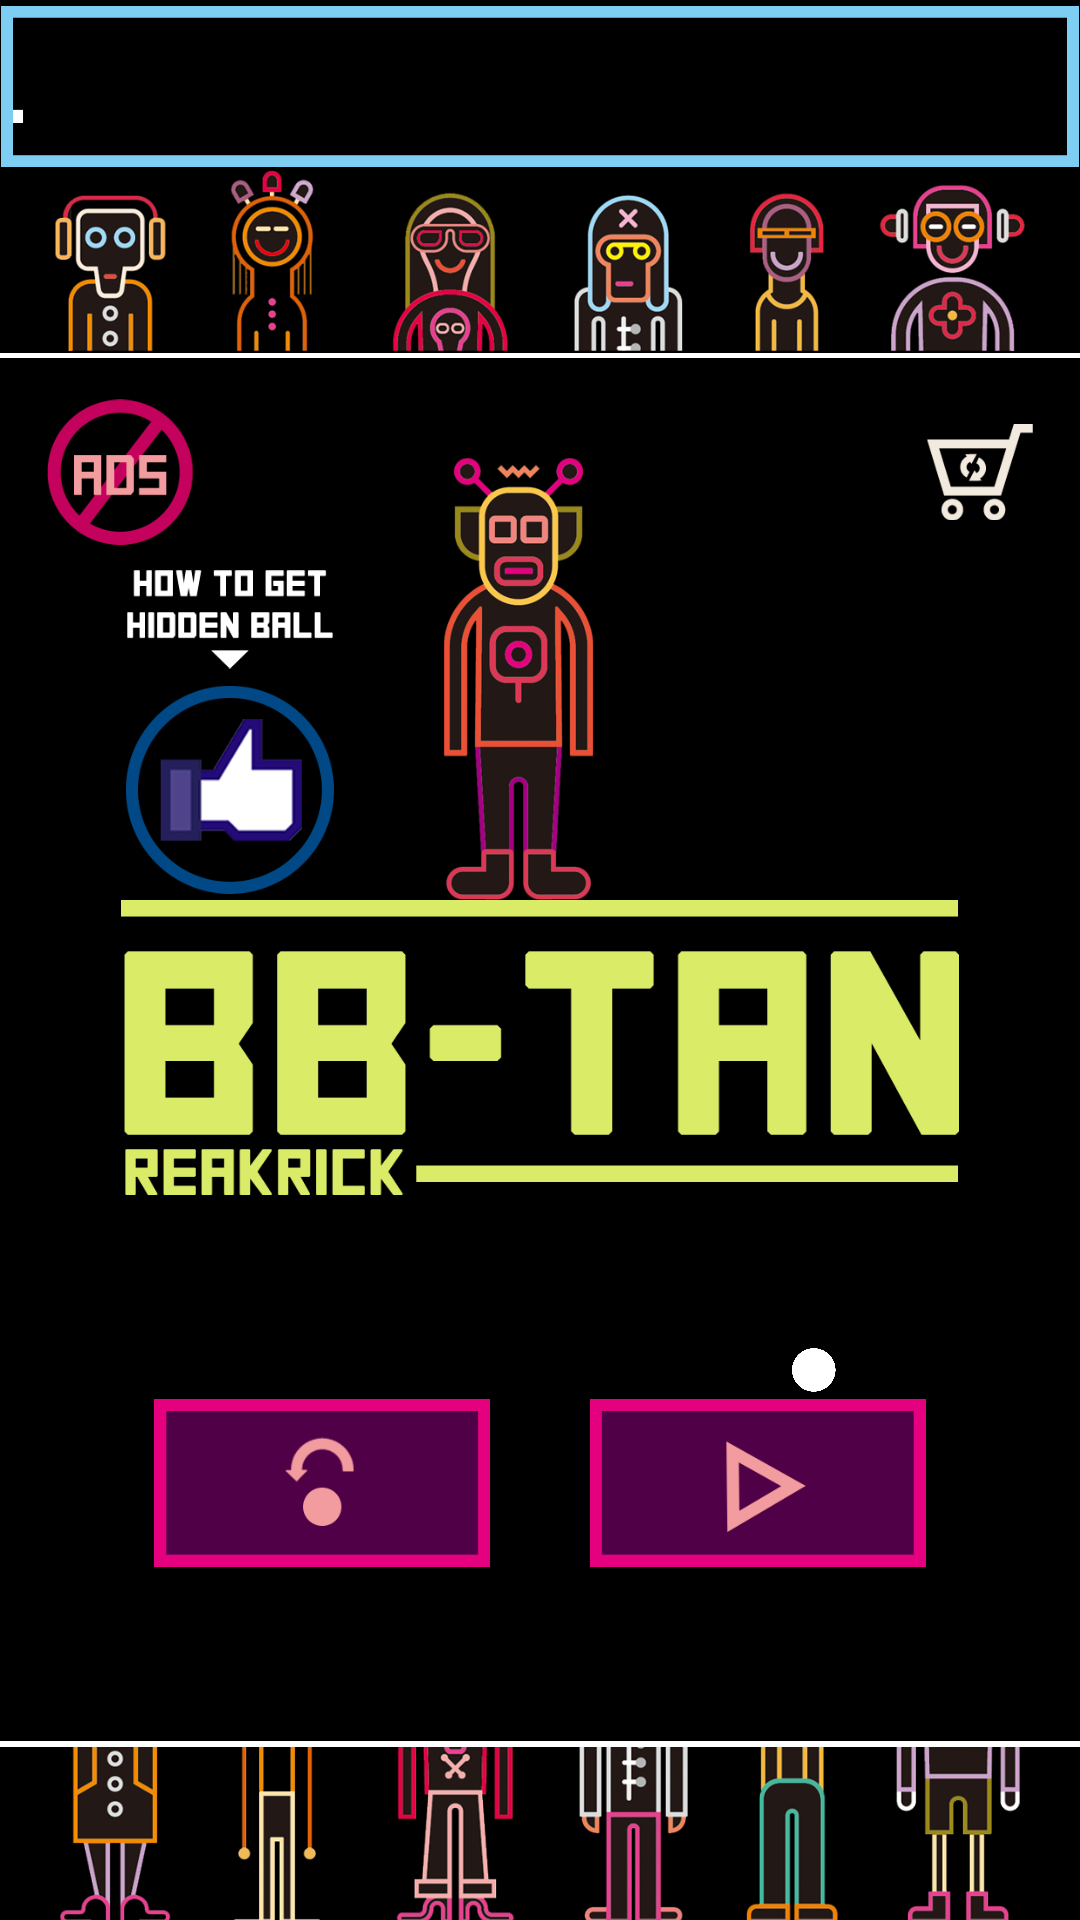 ADS
HOW TO GET
HIDDEN BALL
BB-TAN
REAKRICK